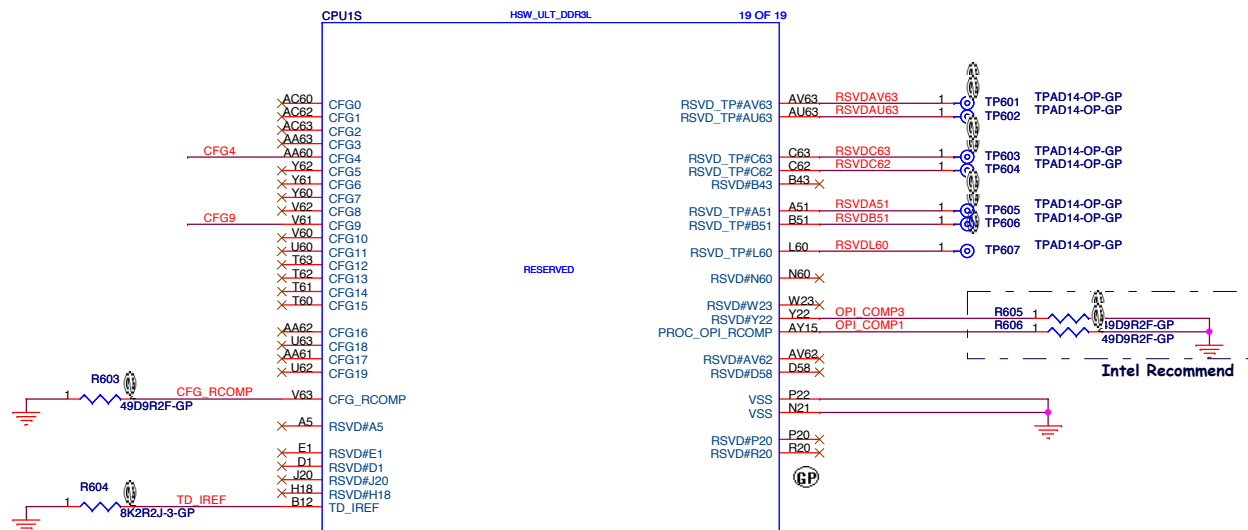 CPU1S HSW_ULT_DDR3L 19 OF 19
AC60 CFG0
AC62 CFG1
AC63 CFG2
AA63 CFG3
CFG4 AA60 CFG4
Y62 CFG5
Y61 CFG6
Y60 CFG7
V62 CFG8
CFG9 V61 CFG9
V60 CFG10
U60 CFG11
T63 CFG12
T62 CFG13
T61 CFG14
T60 CFG15
AA62 CFG16
U63 CFG18
AA61 CFG17
U62 CFG19
R603
1 49D9R2F-GP CFG_RCOMP V63 CFG_RCOMP
A5 RSVD#A5
E1 RSVD#E1
D1 RSVD#D1
J20 RSVD#J20
H18 RSVD#H18
R604
1 8K2R2J-3-GP TD_IREF B12 TD_IREF
RESERVED
RSVD_TP#AV63 AV63 RSVDAV63 1 TP601 TPAD14-OP-GP
RSVD_TP#AU63 AU63 RSVDAU63 1 TP602 TPAD14-OP-GP
RSVD_TP#C63 C63 RSVDC63 1 TP603 TPAD14-OP-GP
RSVD_TP#C62 C62 RSVDC62 1 TP604 TPAD14-OP-GP
RSVD#B43 B43
RSVD_TP#A51 A51 RSVDA51 1 TP605 TPAD14-OP-GP
RSVD_TP#B51 B51 RSVDB51 1 TP606 TPAD14-OP-GP
RSVD_TP#L60 L60 RSVDL60 1 TP607 TPAD14-OP-GP
RSVD#N60 N60
RSVD#W23 W23
RSVD#Y22 Y22 OPI_COMP3 R605 1 49D9R2F-GP
PROC_OPI_RCOMP AY15 OPI_COMP1 R606 1 49D9R2F-GP
RSVD#AV62 AV62
RSVD#D58 D58
Intel Recommend
VSS P22
VSS N21
RSVD#P20 P20
RSVD#R20 R20
GP